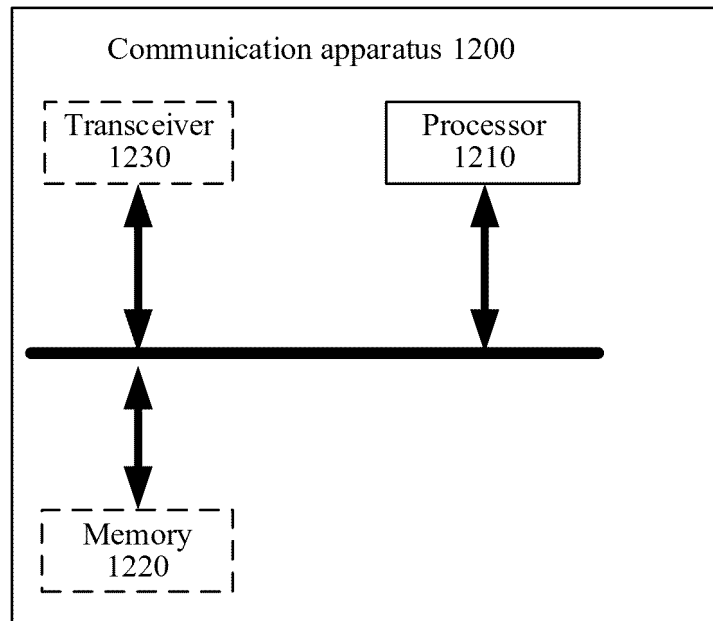 Communication apparatus 1200
Transceiver
1230
Processor
1210
Memory
1220